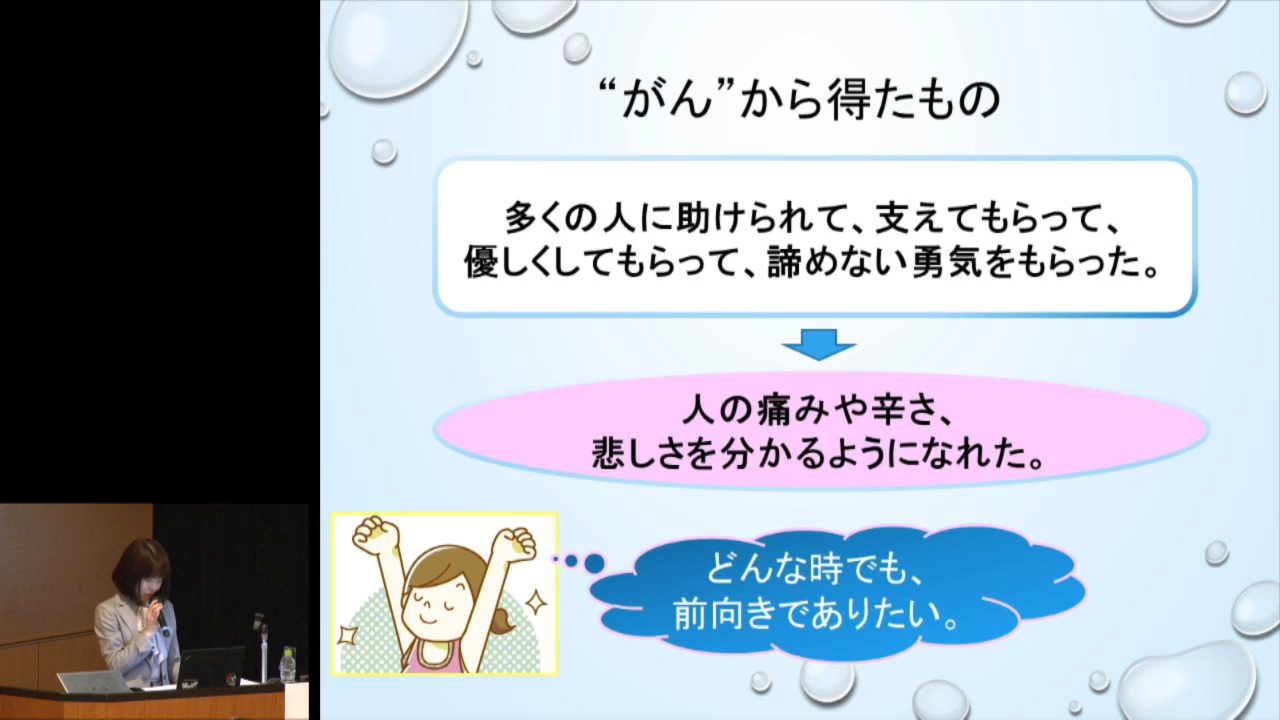 “がん”から得たもの
多くの人に助けられて、支えてもらって、
優しくしてもらって、諦めない勇気をもらった。
人の痛みや辛さ、
悲しさを分かるようになれた。
どんな時でも、
前向きでありたい。